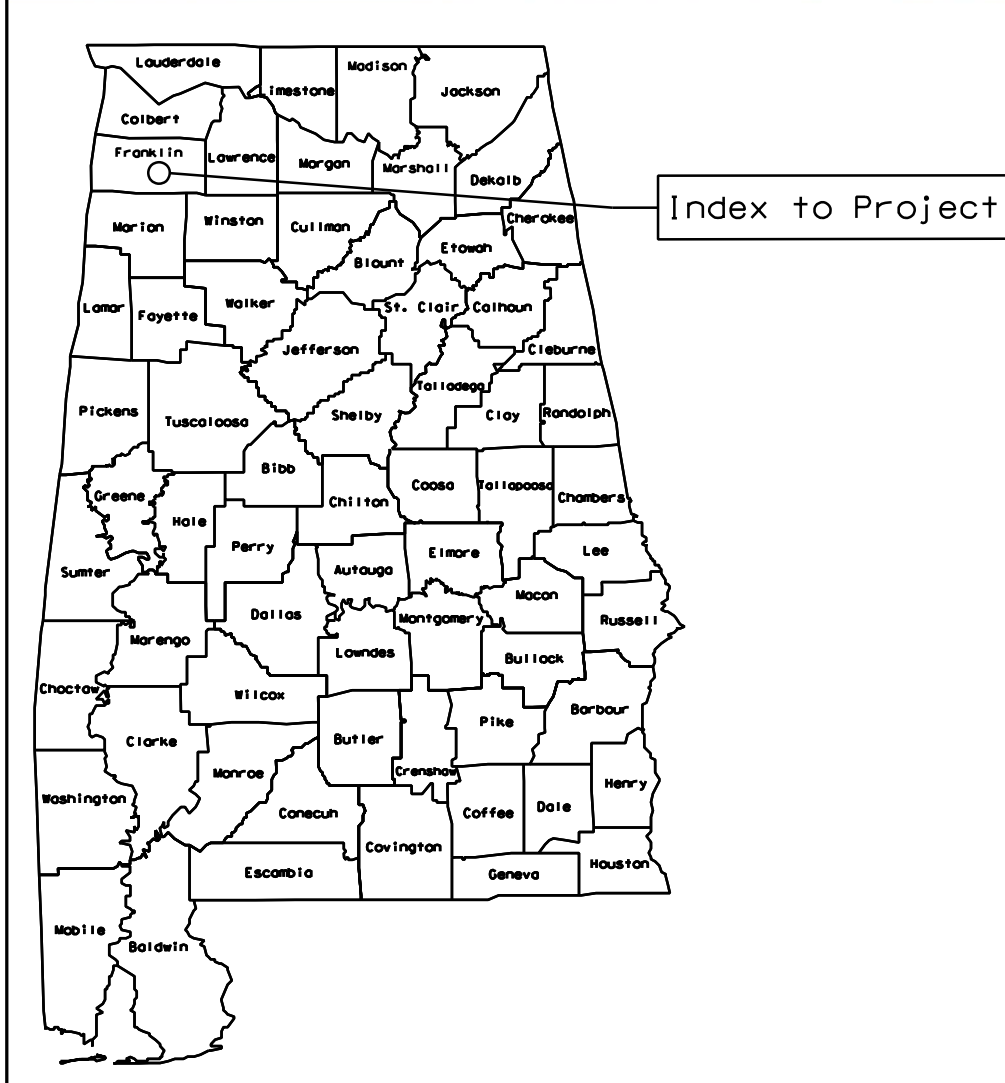 Lauderdale
imestone
Madison
Jackson
Colbert
Franklin
Lawrence
Morgan
Marshall
Dekalb
Index to Project
Marion
Winston
Cullman
Cherokee
Etowah
Blount
Lamar
Fayette
Walker
St. Clair
Calhoun
Jefferson
Cleburne
Talladega
Pickens
Tuscaloosa
Shelby
Clay
Randolph
Bibb
Greene
Chilton
Coosa
Tallapoosa
Chambers
Hale
Perry
Autauga
Elmore
Lee
Sumter
Dallas
Macon
Marengo
Montgomery
Russell
Lowndes
Bullock
Choctaw
Wilcox
Barbour
Clarke
Butler
Pike
Monroe
Crenshaw
Washington
Conecuh
Coffee
Dale
Henry
Covington
Escambia
Geneva
Houston
Mobile
Baldwin